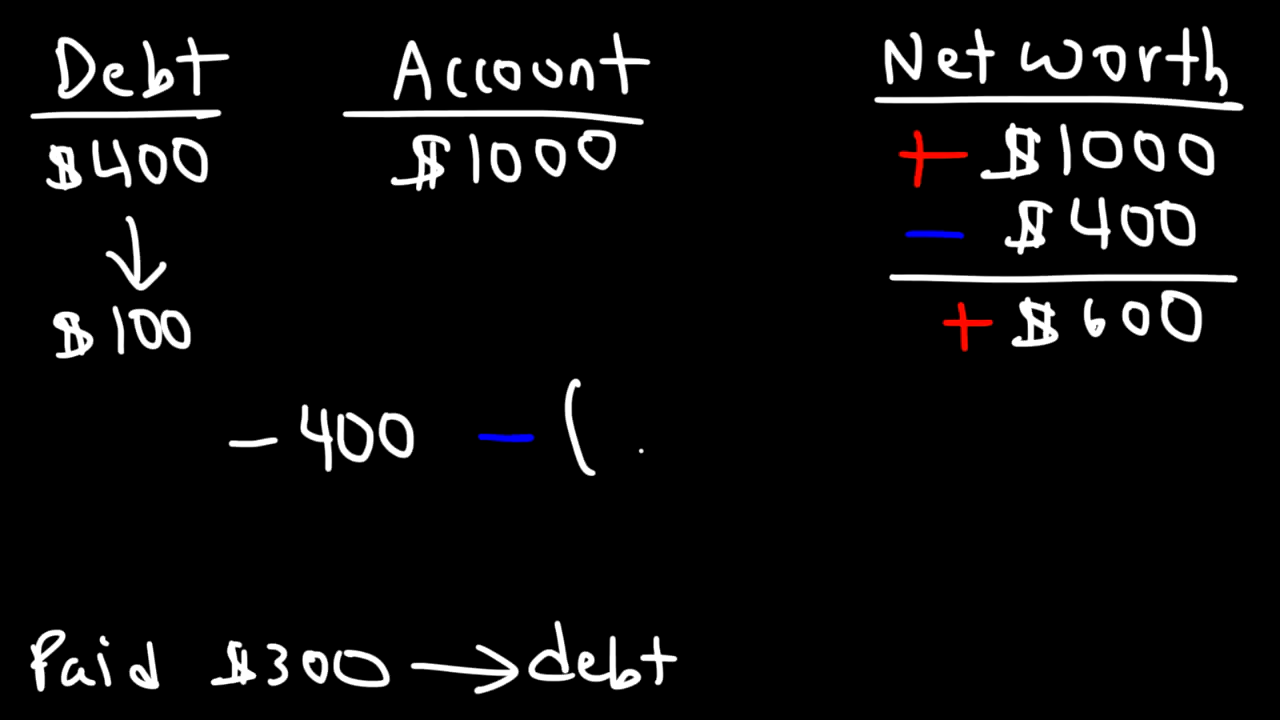 Debt Account Net Worth
$400 $1000 + $1000
- $400
↓
$100 + $600
- 400 - (
Paid $300 → debt